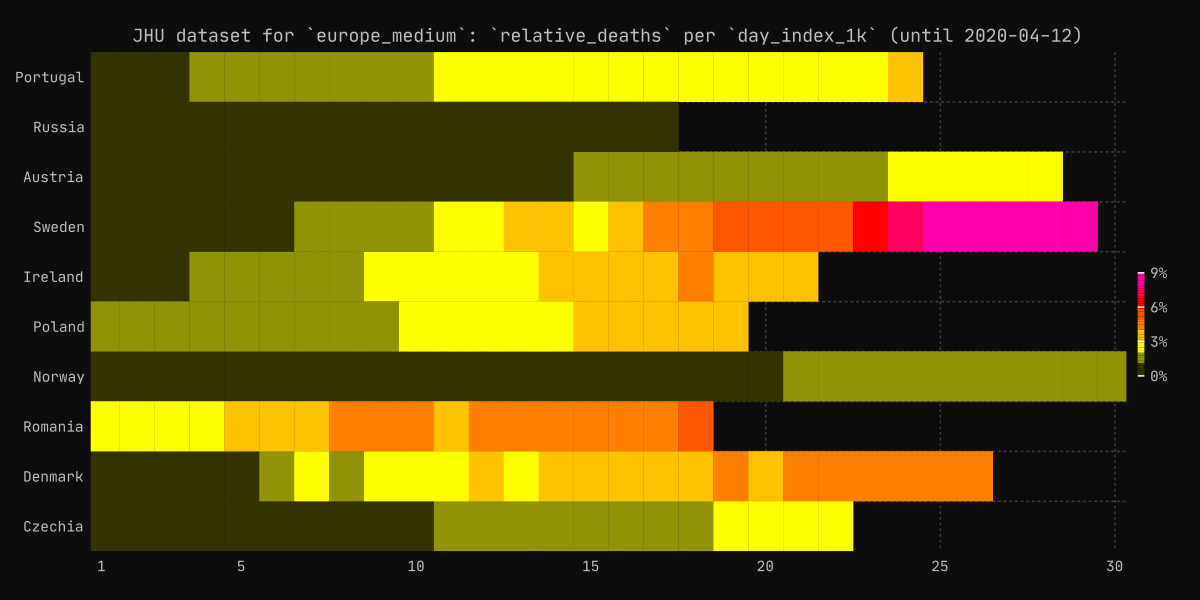 JHU dataset for `europe_medium`: `relative_deaths` per `day_index_1k` (until 2020-04-12)
Portugal
Russia
Austria
Sweden
Ireland
Poland
Norway
Romania
Denmark
Czechia
9%
6%
3%
0%
1 5 10 15 20 25 30